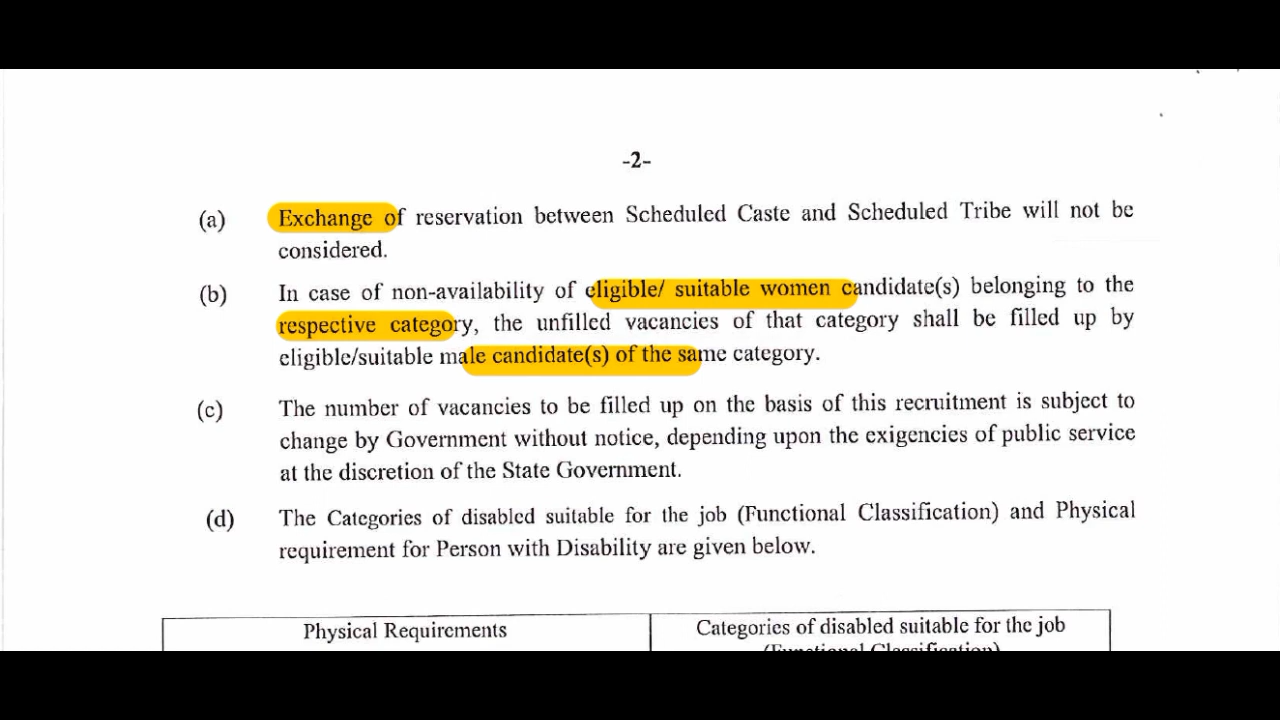 -2-
(a) Exchange of reservation between Scheduled Caste and Scheduled Tribe will not be
considered.
(b) In case of non-availability of eligible/ suitable women candidate(s) belonging to the
respective category, the unfilled vacancies of that category shall be filled up by
eligible/suitable male candidate(s) of the same category.
(c) The number of vacancies to be filled up on the basis of this recruitment is subject to
change by Government without notice, depending upon the exigencies of public service
at the discretion of the State Government.
(d) The Categories of disabled suitable for the job (Functional Classification) and Physical
requirement for Person with Disability are given below.
Physical Requirements
Categories of disabled suitable for the job
(Functional Classification)